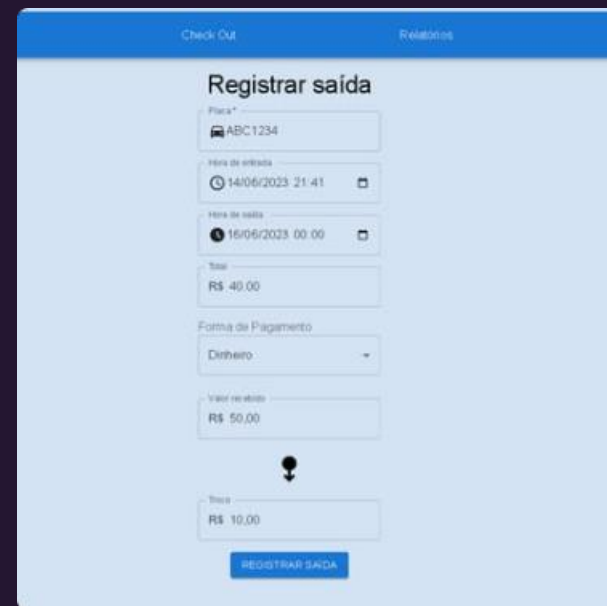 Check Out
Relatórios
Registrar saída
Placa *
ABC1234
Hora de entrada
14/06/2023 21:41
Hora de saída
16/06/2023 00:00
Total
R$ 40,00
Forma de Pagamento
Dinheiro
Valor recebido
R$ 50,00
Troco
R$ 10,00
REGISTRAR SAÍDA